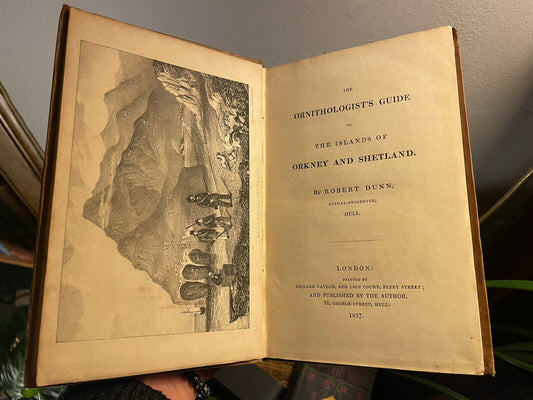 THE
ORNITHOLOGIST'S GUIDE
TO
THE ISLANDS OF
ORKNEY AND SHETLAND.
BY ROBERT DUNN,
ANIMAL-PRESERVER,
HULL.
LONDON:
PRINTED BY
RICHARD TAYLOR, RED LION COURT, FLEET STREET;
AND PUBLISHED BY THE AUTHOR,
51, GEORGE STREET, HULL.
1837.